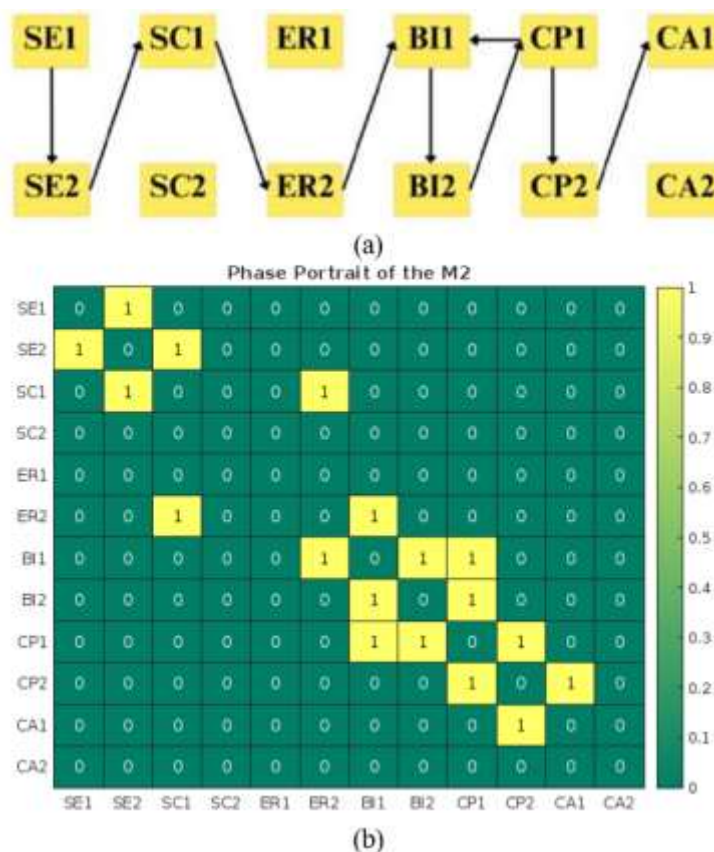 SE1 SC1 ER1 BI1 CP1 CA1
SE2 SC2 ER2 BI2 CP2 CA2
(a)
Phase Portrait of the M2
SE1 0 1 0 0 0 0 0 0 0 0 0 0
SE2 1 0 1 0 0 0 0 0 0 0 0 0
SC1 0 1 0 0 0 1 0 0 0 0 0 0
SC2 0 0 0 0 0 0 0 0 0 0 0 0
ER1 0 0 0 0 0 0 0 0 0 0 0 0
ER2 0 0 1 0 0 0 1 0 0 0 0 0
BI1 0 0 0 0 0 1 0 1 1 0 0 0
BI2 0 0 0 0 0 0 1 0 1 0 0 0
CP1 0 0 0 0 0 0 1 1 0 1 0 0
CP2 0 0 0 0 0 0 0 0 1 0 1 0
CA1 0 0 0 0 0 0 0 0 0 1 0 0
CA2 0 0 0 0 0 0 0 0 0 0 0 0
SE1 SE2 SC1 SC2 ER1 ER2 BI1 BI2 CP1 CP2 CA1 CA2
1
0.9
0.8
0.7
0.6
0.5
0.4
0.3
0.2
0.1
0
(b)